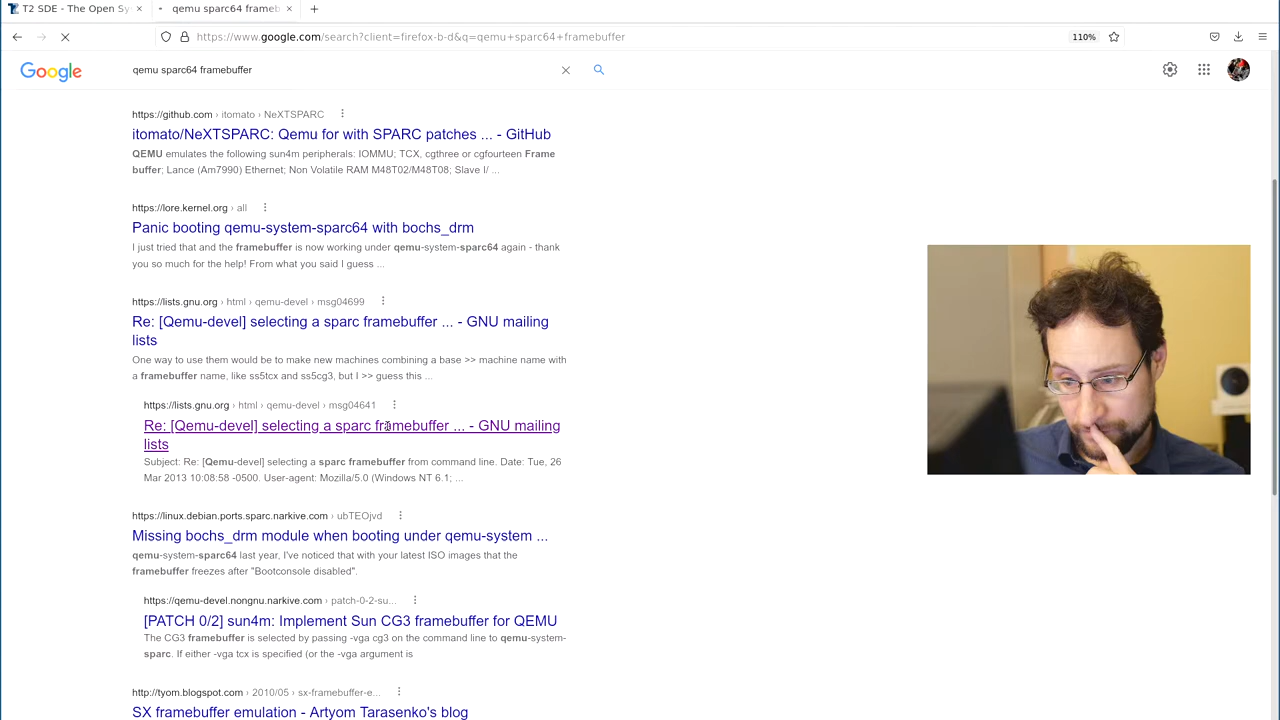 T2 SDE - The Open Sy
qemu sparc64 frameb
https://www.google.com/search?client=firefox-b-d&q=qemu+sparc64+framebuffer
110%
Google
qemu sparc64 framebuffer
https://github.com › itomato › NeXTSPARC
itomato/NeXTSPARC: Qemu for with SPARC patches ... - GitHub
QEMU emulates the following sun4m peripherals: IOMMU; TCX, cgthree or cgfourteen Frame
buffer; Lance (Am7990) Ethernet; Non Volatile RAM M48T02/M48T08; Slave I/ ...
https://lore.kernel.org › all
Panic booting qemu-system-sparc64 with bochs_drm
I just tried that and the framebuffer is now working under qemu-system-sparc64 again - thank
you so much for the help! From what you said I guess ...
https://lists.gnu.org › html › qemu-devel › msg04699
Re: [Qemu-devel] selecting a sparc framebuffer ... - GNU mailing
lists
One way to use them would be to make new machines combining a base >> machine name with
a framebuffer name, like ss5tcx and ss5cg3, but I >> guess this ...
https://lists.gnu.org › html › qemu-devel › msg04641
Re: [Qemu-devel] selecting a sparc framebuffer ... - GNU mailing
lists
Subject: Re: [Qemu-devel] selecting a sparc framebuffer from command line. Date: Tue, 26
Mar 2013 10:08:58 -0500. User-agent: Mozilla/5.0 (Windows NT 6.1; ...
https://linux.debian.ports.sparc.narkive.com › ubTEOjvd
Missing bochs_drm module when booting under qemu-system ...
qemu-system-sparc64 last year, I've noticed that with your latest ISO images that the
framebuffer freezes after "Bootconsole disabled".
https://qemu-devel.nongnu.narkive.com › patch-0-2-su...
[PATCH 0/2] sun4m: Implement Sun CG3 framebuffer for QEMU
The CG3 framebuffer is selected by passing -vga cg3 on the command line to qemu-system-
sparc. If either -vga tcx is specified (or the -vga argument is
http://tyom.blogspot.com › 2010/05 › sx-framebuffer-e...
SX framebuffer emulation - Artyom Tarasenko's blog